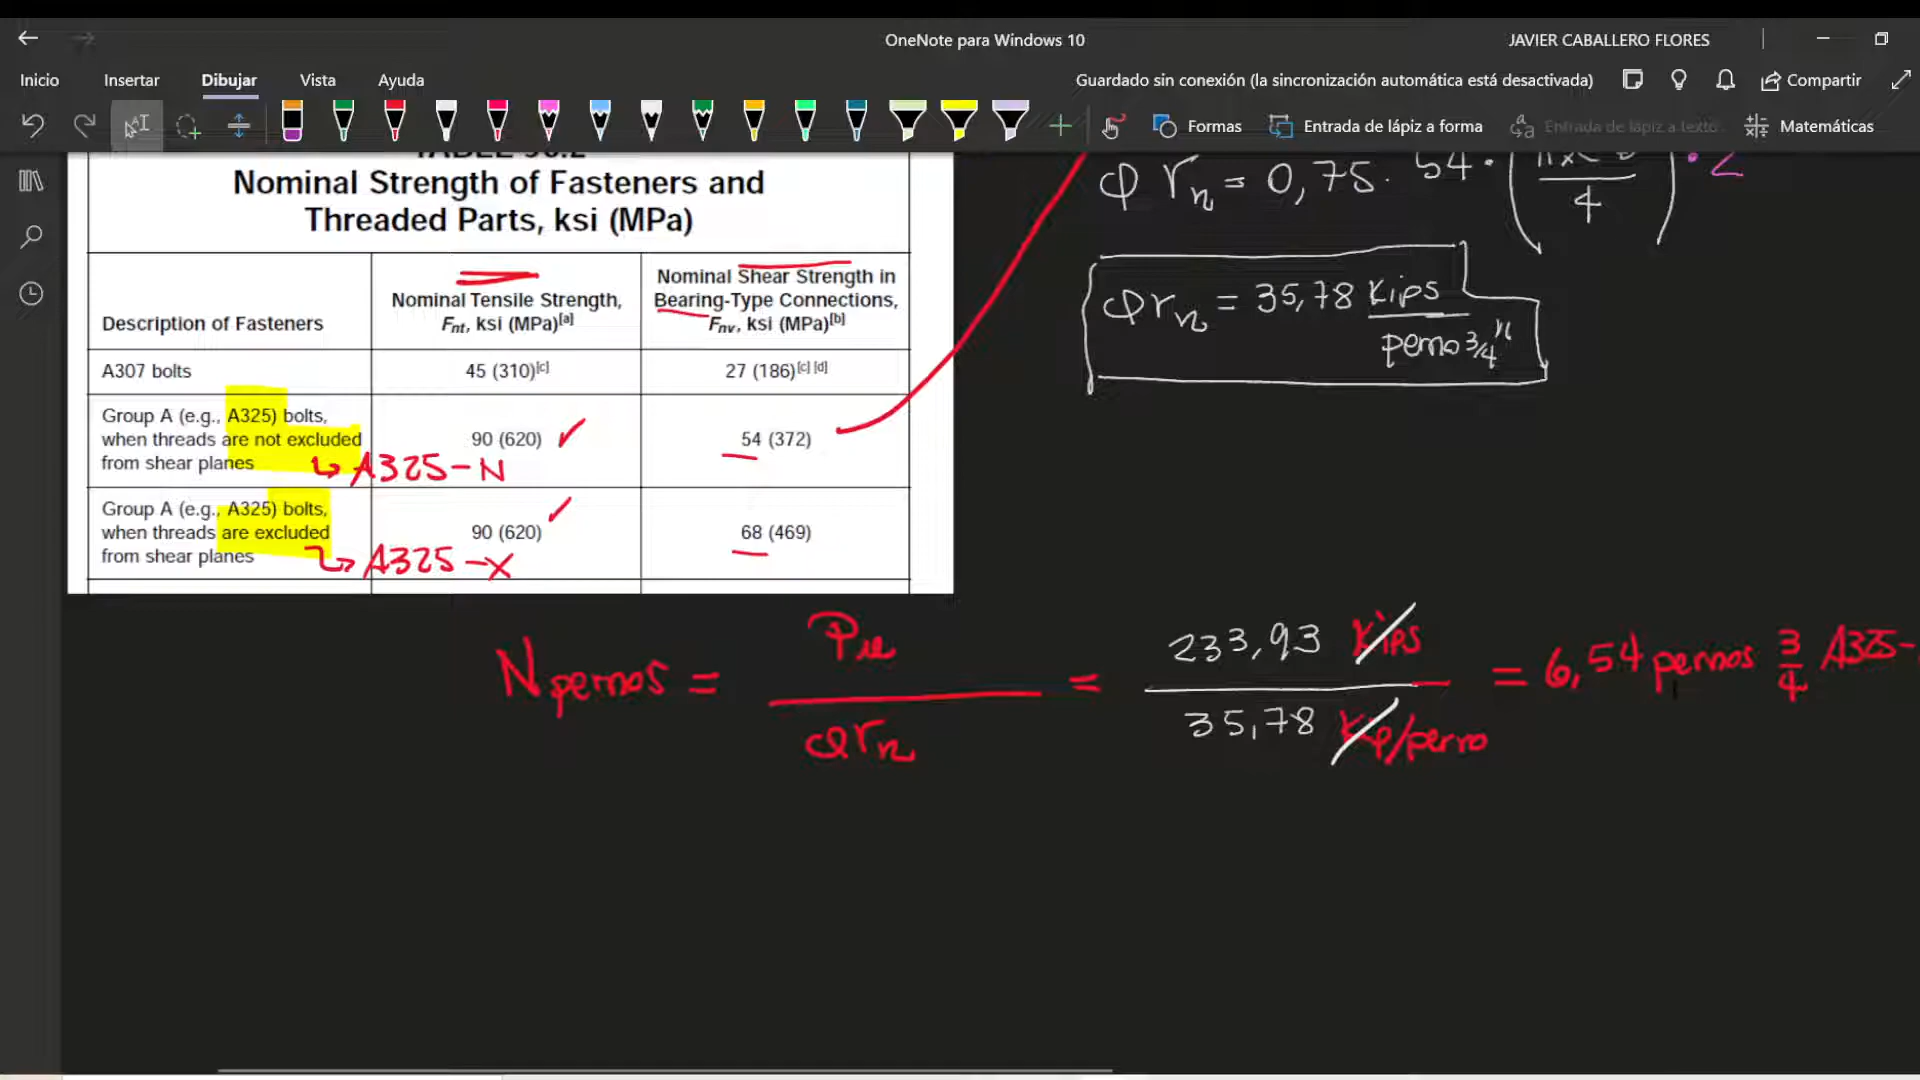 OneNote para Windows 10
JAVIER CABALLERO FLORES
Inicio
Insertar
Dibujar
Vista
Ayuda
Guardado sin conexión (la sincronización automática está desactivada)
Compartir
Formas
Entrada de lápiz a forma
Entrada de lápiz a texto
Matemáticas
Nominal Strength of Fasteners and
Threaded Parts, ksi (MPa)
Description of Fasteners
Nominal Tensile Strength,
Fnt, ksi (MPa)[a]
Nominal Shear Strength in
Bearing-Type Connections,
Fnv, ksi (MPa)[b]
A307 bolts
45 (310)[c]
27 (186)[c] [d]
Group A (e.g., A325) bolts,
when threads are not excluded
from shear planes
A325-N
90 (620)
54 (372)
Group A (e.g., A325) bolts,
when threads are excluded
from shear planes
A325-X
90 (620)
68 (469)
φ rn = 0,75 · 54 · ( / 4 ) · 2
φrn = 35,78 Kips / perno 3/4"
Npernos = Pu / φrn = 233,93 Kips / 35,78 Kip/perno = 6,54 pernos 3/4 A325-